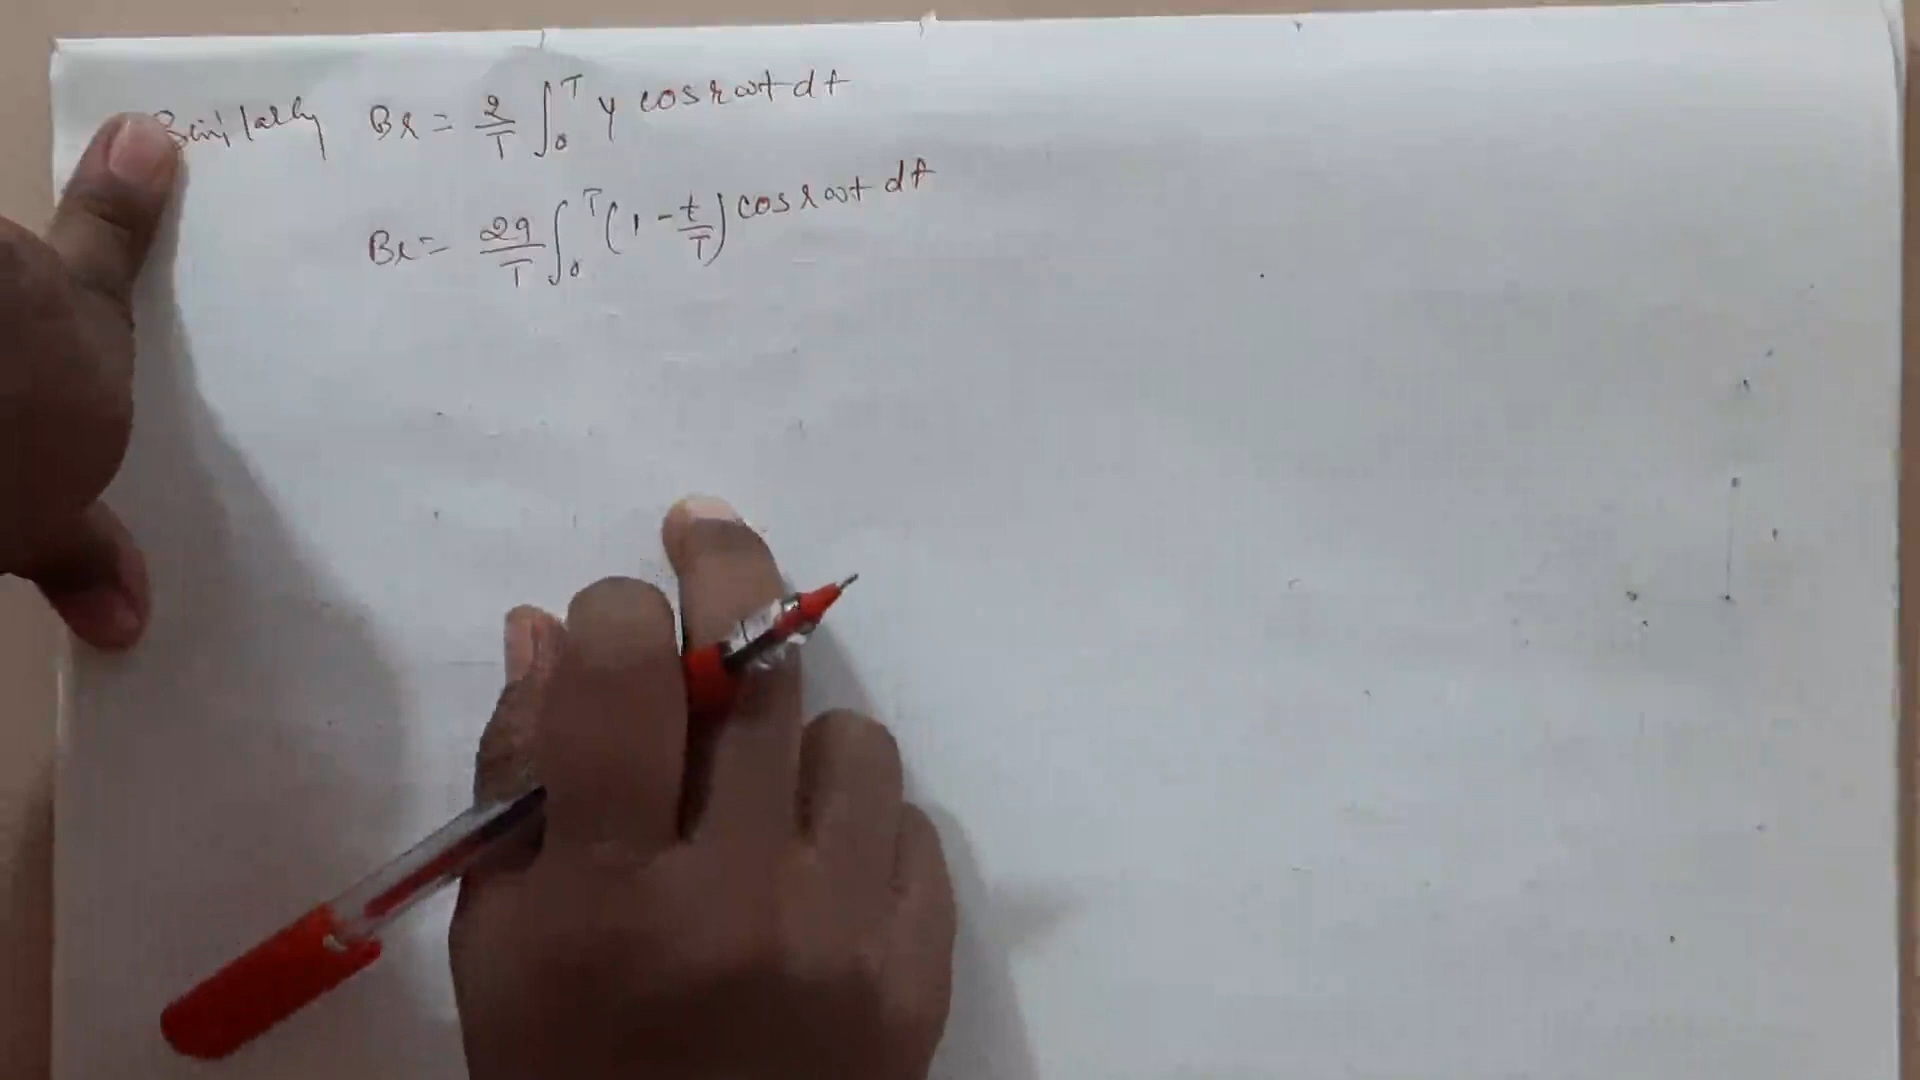 Similarly Br = 2/T ∫₀ᵀ y cos rωt dt
Br = 2a/T ∫₀ᵀ (1 - t/T) cos rωt dt